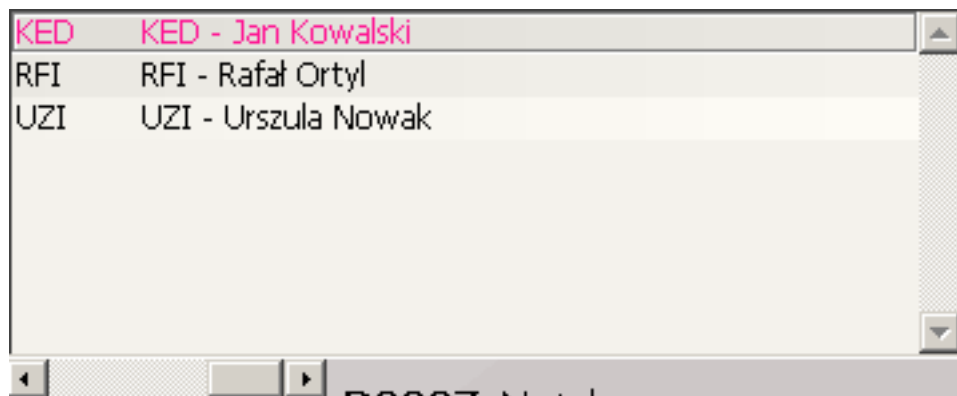 KED KED - Jan Kowalski
RFI RFI - Rafał Ortyl
UZI UZI - Urszula Nowak